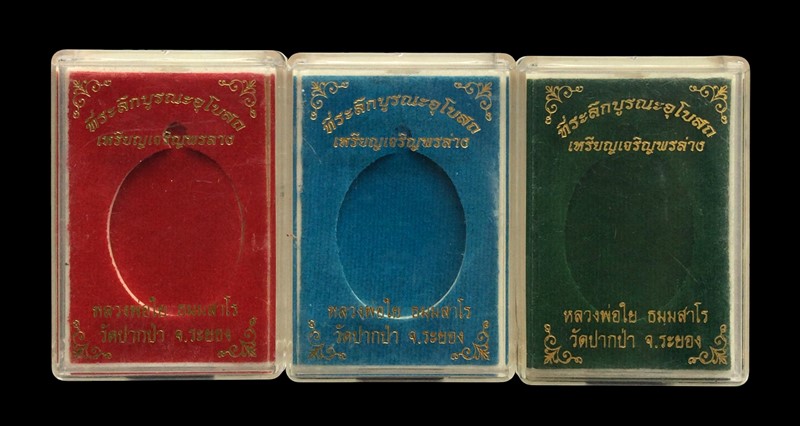 ที่ระลึกบูรณะอุโบสถ
เหรียญเจริญพรล่าง
หลวงพ่อใย ธมมสาโร
วัดปากป่า จ.ระยอง
ที่ระลึกบูรณะอุโบสถ
เหรียญเจริญพรล่าง
หลวงพ่อใย ธมมสาโร
วัดปากป่า จ.ระยอง
ที่ระลึกบูรณะอุโบสถ
เหรียญเจริญพรล่าง
หลวงพ่อใย ธมมสาโร
วัดปากป่า จ.ระยอง